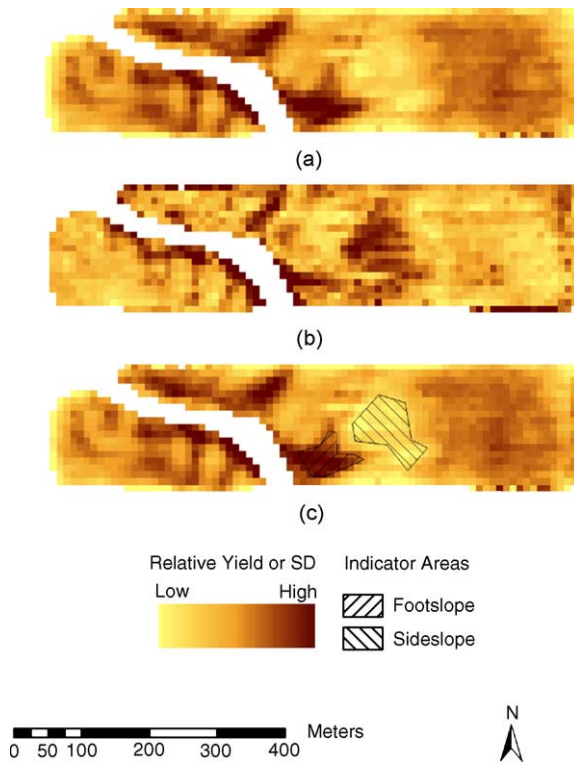 (a)
(b)
(c)
Relative Yield or SD
Low High
Indicator Areas
Footslope
Sideslope
Meters
0 50 100 200 300 400
N